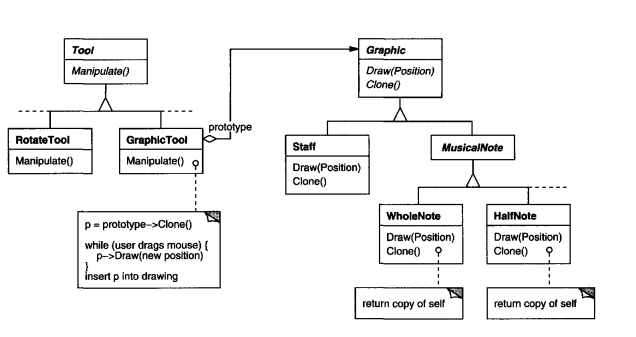 Tool
Manipulate()
Graphic
Draw(Position)
Clone()
prototype
RotateTool
Manipulate()
GraphicTool
Manipulate()
Staff
Draw(Position)
Clone()
MusicalNote
p = prototype–>Clone()
while (user drags mouse) {
p–>Draw(new position)
}
insert p into drawing
WholeNote
Draw(Position)
Clone()
HalfNote
Draw(Position)
Clone()
return copy of self
return copy of self